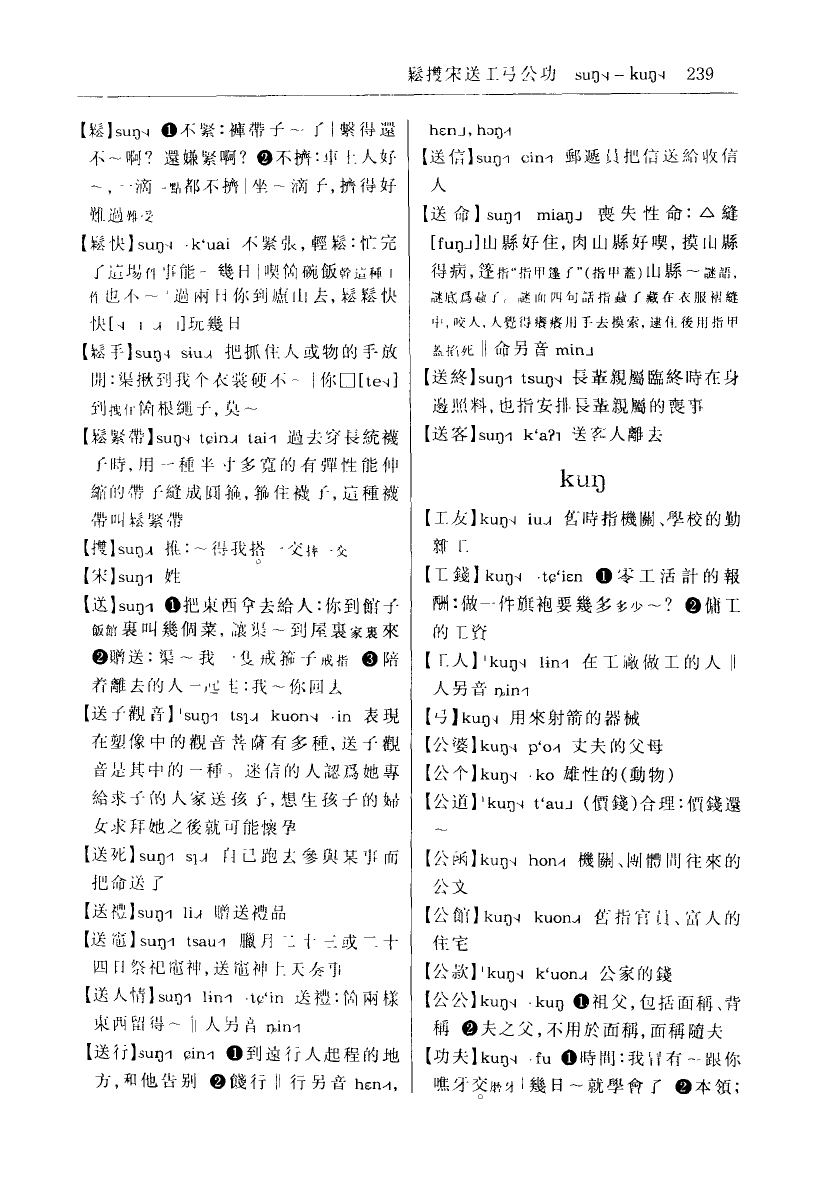 鬆㩳宋送工弓公功 suŋ˧ – kuŋ˧ 239
【鬆】suŋ˧ ❶不緊：褲帶子～了|繫得還
不～啊？還嫌緊啊？❷不擠：車上人好
～，一滴一點都不擠|坐～滴子，擠得好
難過難受
【鬆快】suŋ˧ ·k‘uai 不緊張，輕鬆：忙完
了這場件事能～幾日|喫箇碗飯幹這種工
作也不～|過兩日你到廬山去，鬆鬆快
快玩幾日
【鬆手】suŋ˧ siu 把抓住人或物的手放
開：渠揪到我个衣裳硬不～|你□[te˧]
到拽住箇根繩子，莫～
【鬆緊帶】suŋ˧ tɕin tai 過去穿長統襪
子時，用一種半寸多寬的有彈性能伸
縮的帶子縫成圓箍，箍住襪子，這種襪
帶叫鬆緊帶
【㩳】suŋ 推：～得我撘一交摔一交
【宋】suŋ 姓
【送】suŋ ❶把東西拿去給人：你到館子
飯館裏叫幾個菜，讓渠～到屋裏家裏來
❷贈送：渠～我一隻戒箍子戒指 ❸陪
着離去的人一起走：我～你回去
【送子觀音】ˈsuŋ tsɿ kuon˧ ·in 表現
在塑像中的觀音菩薩有多種，送子觀
音是其中的一種。迷信的人認爲她專
給求子的人家送孩子，想生孩子的婦
女求拜她之後就可能懷孕
【送死】suŋ sɿ 自己跑去參與某事而
把命送了
【送禮】suŋ li 贈送禮品
【送竈】suŋ tsau 臘月二十三或二十
四日祭祀竈神，送竈神上天奏事
【送人情】suŋ lin ·tɕ‘in 送禮：箇兩樣
東西留得～ ‖ 人另音 ȵin
【送行】suŋ ɕin ❶到遠行人起程的地
方，和他告別 ❷餞行 ‖ 行另音 hɛn，
hɛn，hɔŋ
【送信】suŋ ɕin 郵遞員把信送給收信
人
【送命】suŋ miaŋ 喪失性命：△縫
[fuŋ]山縣好住，肉山縣好喫，摸山縣
得病，篷指“指甲篷了”(指甲蓋)山縣～謎語，
謎底爲蝨了。謎面四句話指蝨了藏在衣服褶縫
中，咬人，人覺得癢癢用手去摸索，逮住後用指甲
蓋掐死 ‖ 命另音 min
【送終】suŋ tsuŋ˧ 長輩親屬臨終時在身
邊照料，也指安排長輩親屬的喪事
【送客】suŋ k‘aʔ 送客人離去
kuŋ
【工友】kuŋ˧ iu 舊時指機關、學校的勤
雜工
【工錢】kuŋ˧ ·tɕ‘iɛn ❶零工活計的報
酬：做一件旗袍要幾多多少～？ ❷傭工
的工資
【工人】ˈkuŋ˧ lin 在工廠做工的人 ‖
人另音 ȵin
【弓】kuŋ˧ 用來射箭的器械
【公婆】kuŋ˧ p‘o 丈夫的父母
【公个】kuŋ˧ ·ko 雄性的(動物)
【公道】ˈkuŋ˧ t‘au (價錢)合理：價錢還
～
【公函】kuŋ˧ hon 機關、團體間往來的
公文
【公館】kuŋ˧ kuon 舊指官員、富人的
住宅
【公款】ˈkuŋ˧ k‘uon 公家的錢
【公公】kuŋ˧ ·kuŋ ❶祖父，包括面稱、背
稱 ❷夫之父，不用於面稱，面稱隨夫
【功夫】kuŋ˧ ·fu ❶時間：我冒有～跟你
噍牙交磨牙|幾日～就學會了 ❷本領；